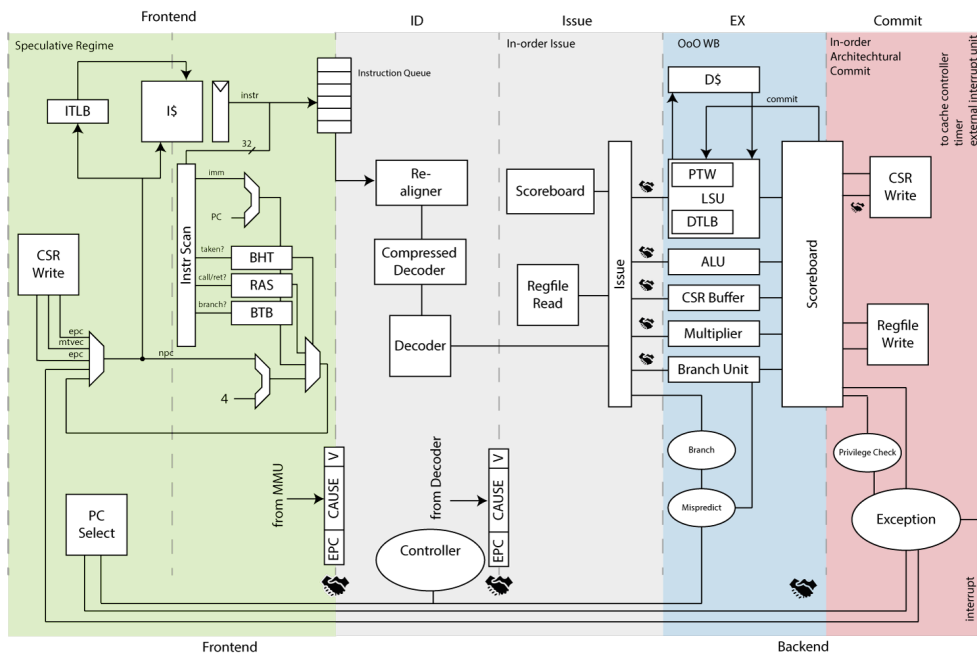 Frontend
ID
Issue
EX
Commit
Speculative Regime
In-order Issue
OoO WB
In-order
Architechtural
Commit
to cache controller
timer
external interrupt unit
Instruction Queue
ITLB
I$
instr
D$
commit
32
imm
PC
Instr Scan
taken?
BHT
call/ret?
RAS
branch?
BTB
CSR
Write
epc
mtvec
epc
npc
4
Re-
aligner
Compressed
Decoder
Decoder
Scoreboard
Regfile
Read
Issue
PTW
LSU
DTLB
ALU
CSR Buffer
Multiplier
Branch Unit
Scoreboard
CSR
Write
Regfile
Write
from MMU
EPC
CAUSE
V
from Decoder
EPC
CAUSE
V
Branch
Mispredict
Privilege Check
Exception
PC
Select
Controller
interrupt
Frontend
Backend